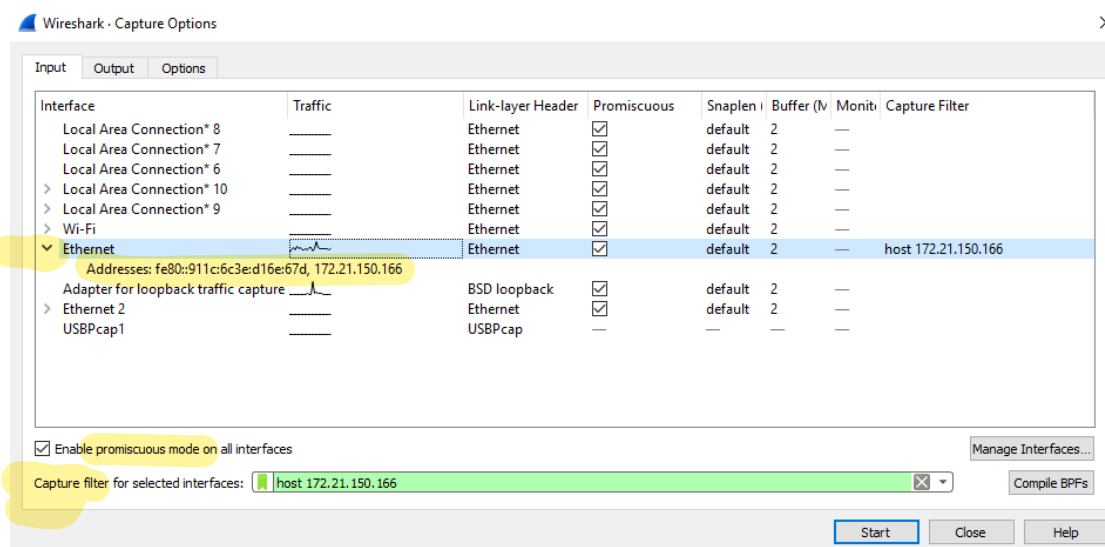 Wireshark · Capture Options
Input Output Options
Interface Traffic Link-layer Header Promiscuous Snaplen ( Buffer (M Monit Capture Filter
Local Area Connection* 8 Ethernet default 2 —
Local Area Connection* 7 Ethernet default 2 —
Local Area Connection* 6 Ethernet default 2 —
Local Area Connection* 10 Ethernet default 2 —
Local Area Connection* 9 Ethernet default 2 —
Wi-Fi Ethernet default 2 —
Ethernet Ethernet default 2 — host 172.21.150.166
Addresses: fe80::911c:6c3e:d16e:67d, 172.21.150.166
Adapter for loopback traffic capture BSD loopback default 2 —
Ethernet 2 Ethernet default 2 —
USBPcap1 USBPcap — — — —
Enable promiscuous mode on all interfaces
Manage Interfaces...
Capture filter for selected interfaces: host 172.21.150.166 Compile BPFs
Start Close Help